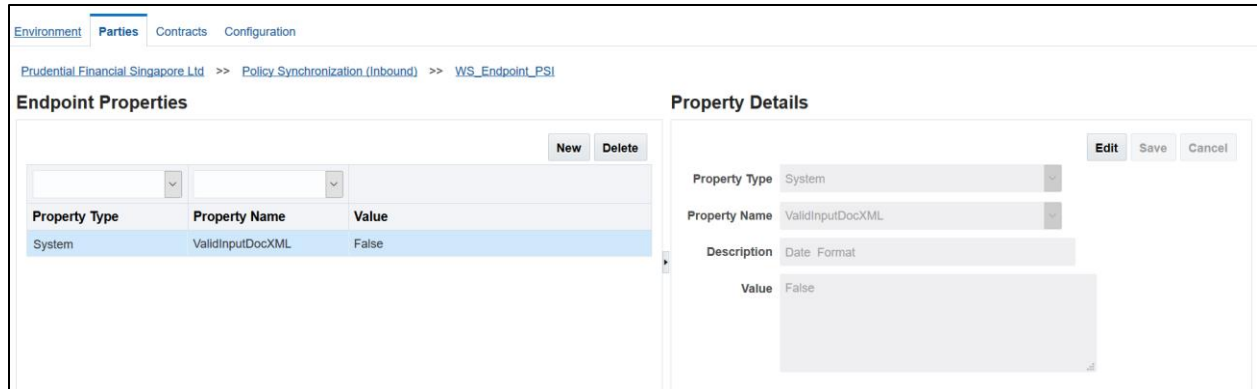 Environment Parties Contracts Configuration
Prudential Financial Singapore Ltd >> Policy Synchronization (Inbound) >> WS_Endpoint_PSI
Endpoint Properties
New Delete
Property Type Property Name Value
System ValidInputDocXML False
Property Details
Edit Save Cancel
Property Type System
Property Name ValidInputDocXML
Description Date Format
Value False